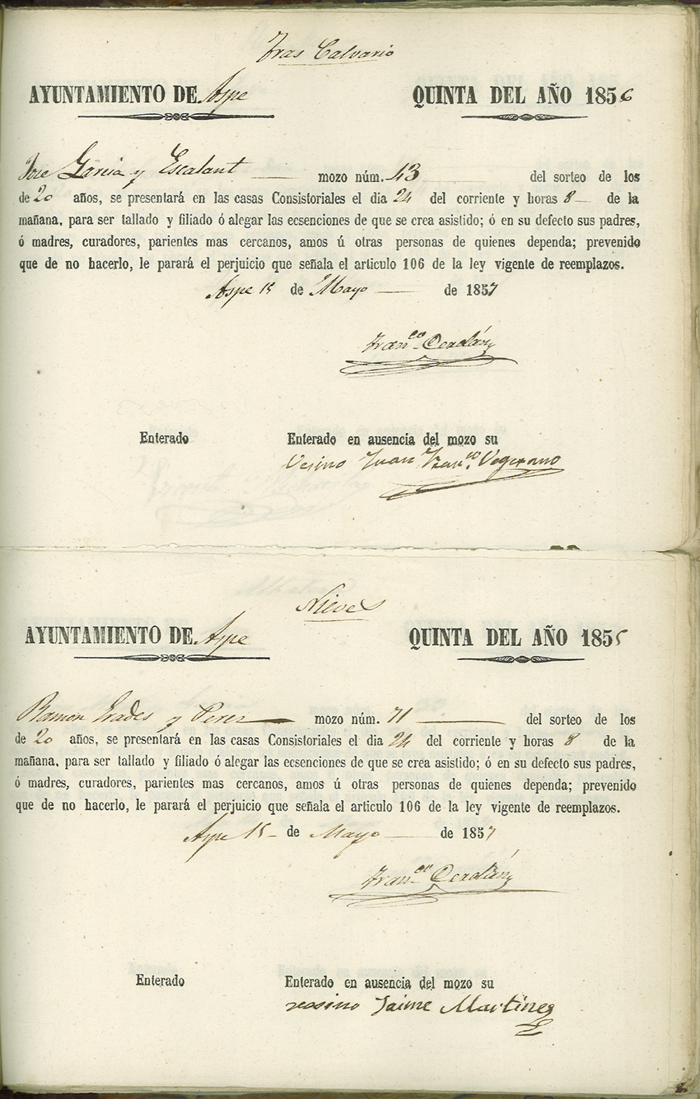 Tras Calvario
AYUNTAMIENTO DE Aspe QUINTA DEL AÑO 1856
Jose Garcia y Escalant mozo núm. 43 del sorteo de los
de 20 años, se presentará en las casas Consistoriales el dia 24 del corriente y horas 8 de la
mañana, para ser tallado y filiado ó alegar las ecsenciones de que se crea asistido; ó en su defecto sus padres,
ó madres, curadores, parientes mas cercanos, amos ú otras personas de quienes dependa; prevenido
que de no hacerlo, le parará el perjuicio que señala el articulo 106 de la ley vigente de reemplazos.
Aspe 15 de Mayo de 1857
Franco Cerdán
Enterado Enterado en ausencia del mozo su
Vesino Juan Franco
Nieves
AYUNTAMIENTO DE Aspe QUINTA DEL AÑO 1855
Ramon Prades y Perez mozo núm. 71 del sorteo de los
de 20 años, se presentará en las casas Consistoriales el dia 24 del corriente y horas 8 de la
mañana, para ser tallado y filiado ó alegar las ecsenciones de que se crea asistido; ó en su defecto sus padres,
ó madres, curadores, parientes mas cercanos, amos ú otras personas de quienes dependa; prevenido
que de no hacerlo, le parará el perjuicio que señala el articulo 106 de la ley vigente de reemplazos.
Aspe 15 de Mayo de 1857
Franco Cerdán
Enterado Enterado en ausencia del mozo su
vesino Jaime Martinez